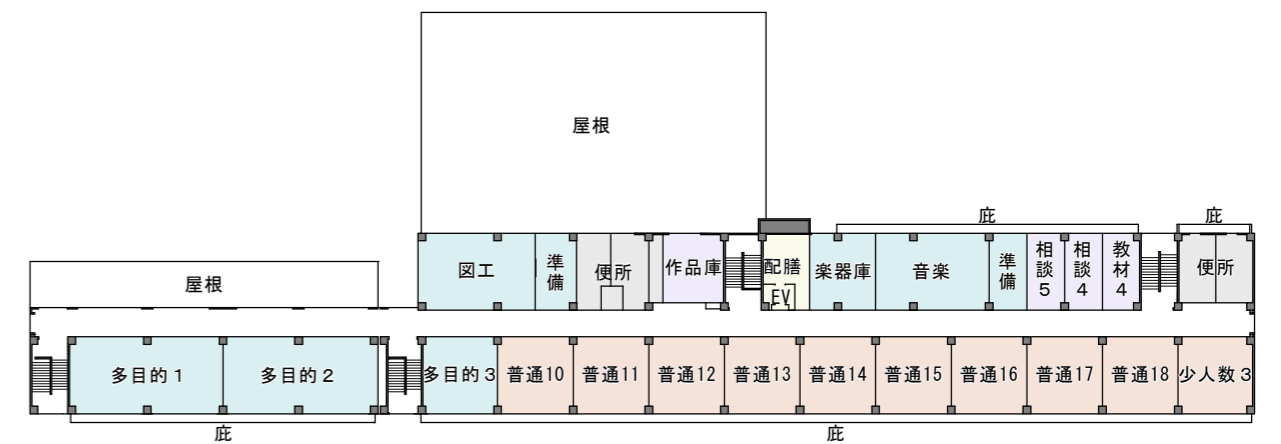 屋根
庇
庇
図工
準備
便所
作品庫
配膳
EV
楽器庫
音楽
準備
相談5
相談4
教材4
便所
屋根
多目的1
多目的2
多目的3
普通10
普通11
普通12
普通13
普通14
普通15
普通16
普通17
普通18
少人数3
庇
庇